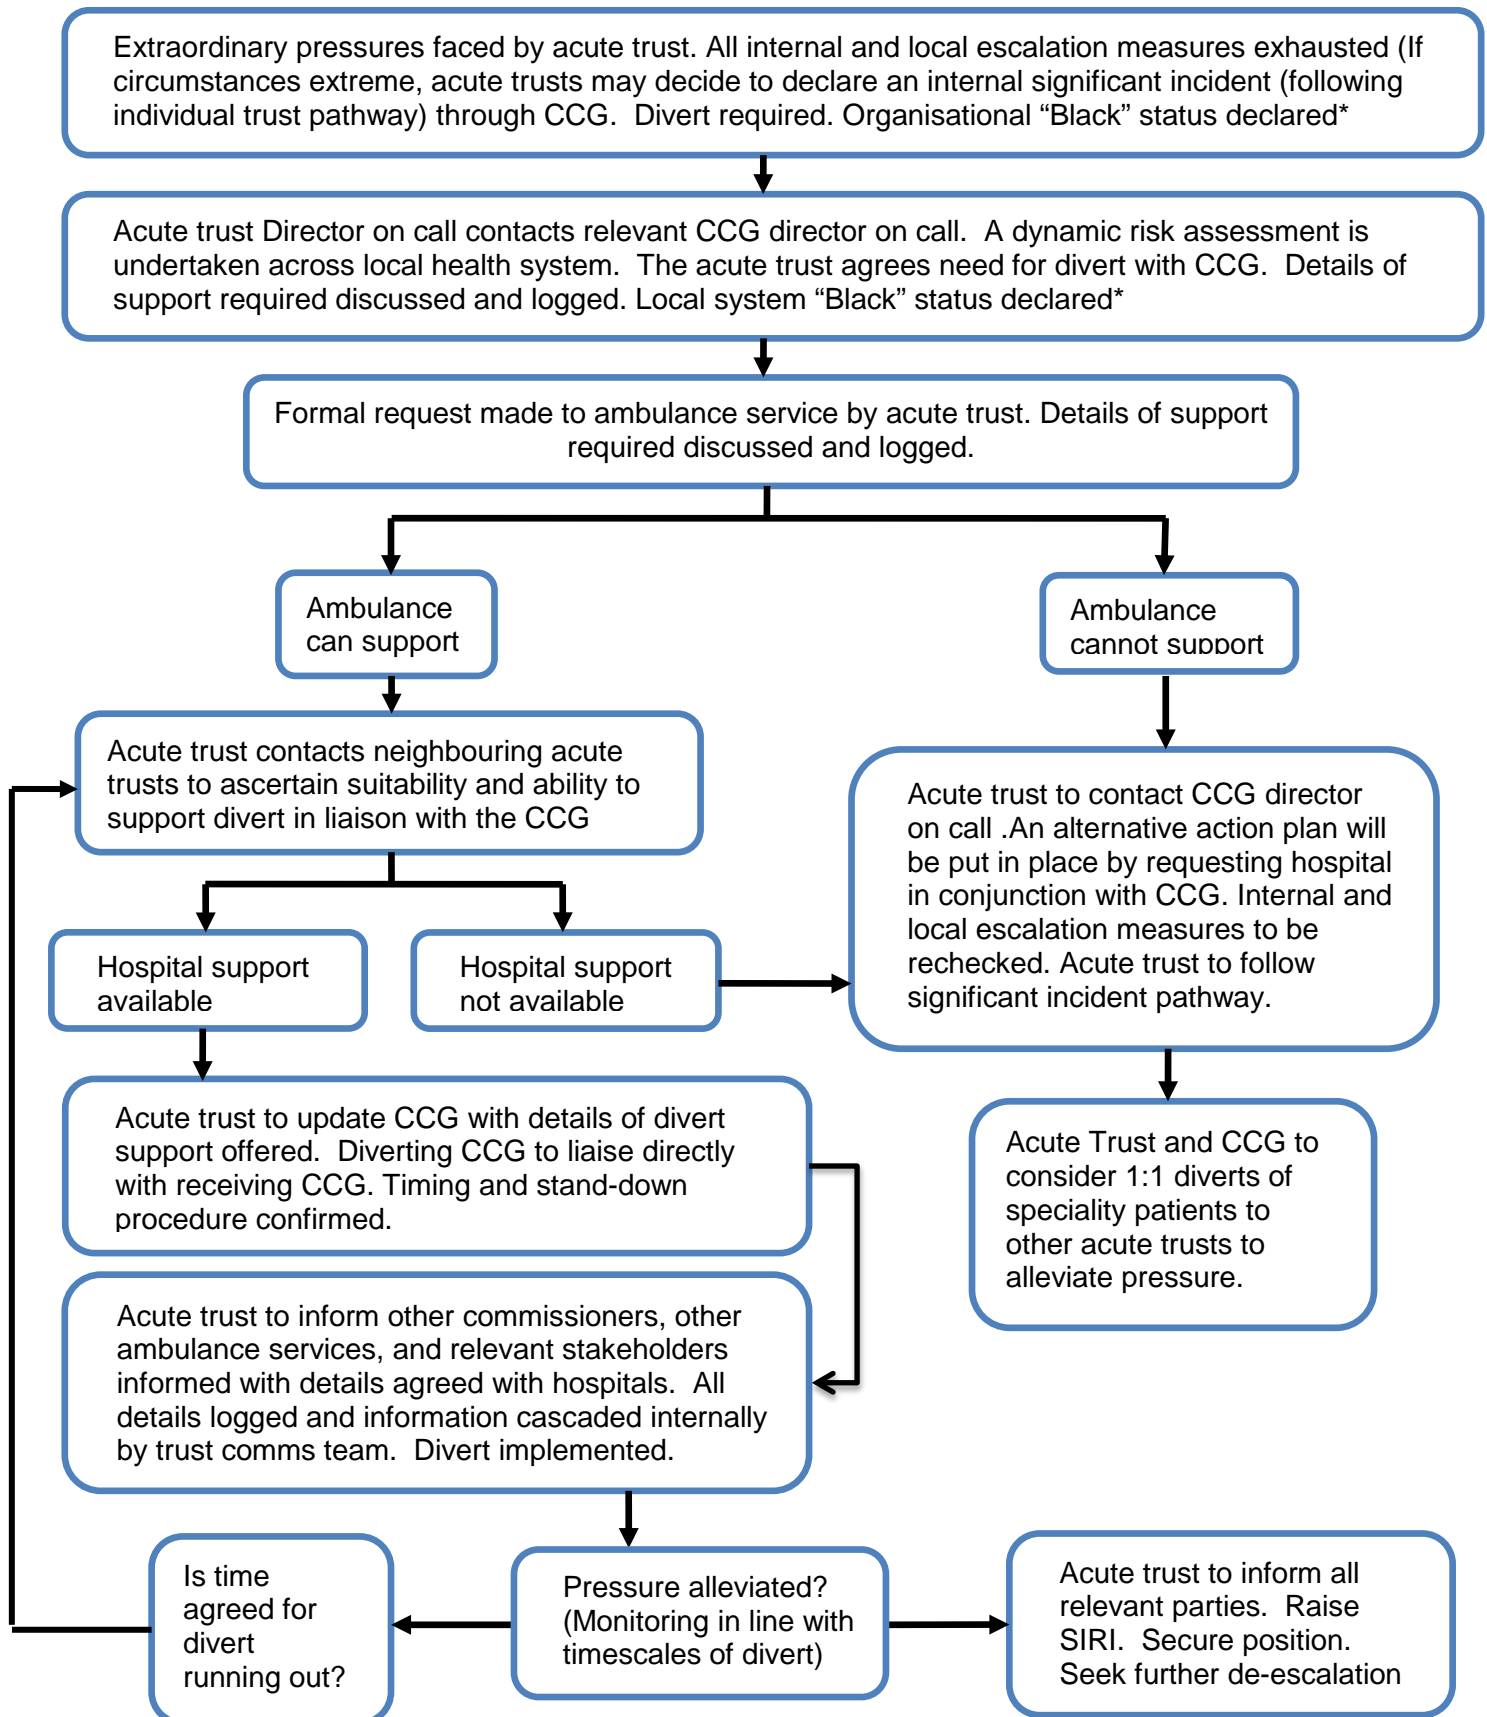 Extraordinary pressures faced by acute trust. All internal and local escalation measures exhausted (If
circumstances extreme, acute trusts may decide to declare an internal significant incident (following
individual trust pathway) through CCG. Divert required. Organisational “Black” status declared*
Acute trust Director on call contacts relevant CCG director on call. A dynamic risk assessment is
undertaken across local health system. The acute trust agrees need for divert with CCG. Details of
support required discussed and logged. Local system “Black” status declared*
Formal request made to ambulance service by acute trust. Details of support
required discussed and logged.
Ambulance
can support
Ambulance
cannot support
Acute trust contacts neighbouring acute
trusts to ascertain suitability and ability to
support divert in liaison with the CCG
Acute trust to contact CCG director
on call .An alternative action plan will
be put in place by requesting hospital
in conjunction with CCG. Internal and
local escalation measures to be
rechecked. Acute trust to follow
significant incident pathway.
Hospital support
available
Hospital support
not available
Acute trust to update CCG with details of divert
support offered. Diverting CCG to liaise directly
with receiving CCG. Timing and stand-down
procedure confirmed.
Acute Trust and CCG to
consider 1:1 diverts of
speciality patients to
other acute trusts to
alleviate pressure.
Acute trust to inform other commissioners, other
ambulance services, and relevant stakeholders
informed with details agreed with hospitals. All
details logged and information cascaded internally
by trust comms team. Divert implemented.
Is time
agreed for
divert
running out?
Pressure alleviated?
(Monitoring in line with
timescales of divert)
Acute trust to inform all
relevant parties. Raise
SIRI. Secure position.
Seek further de-escalation